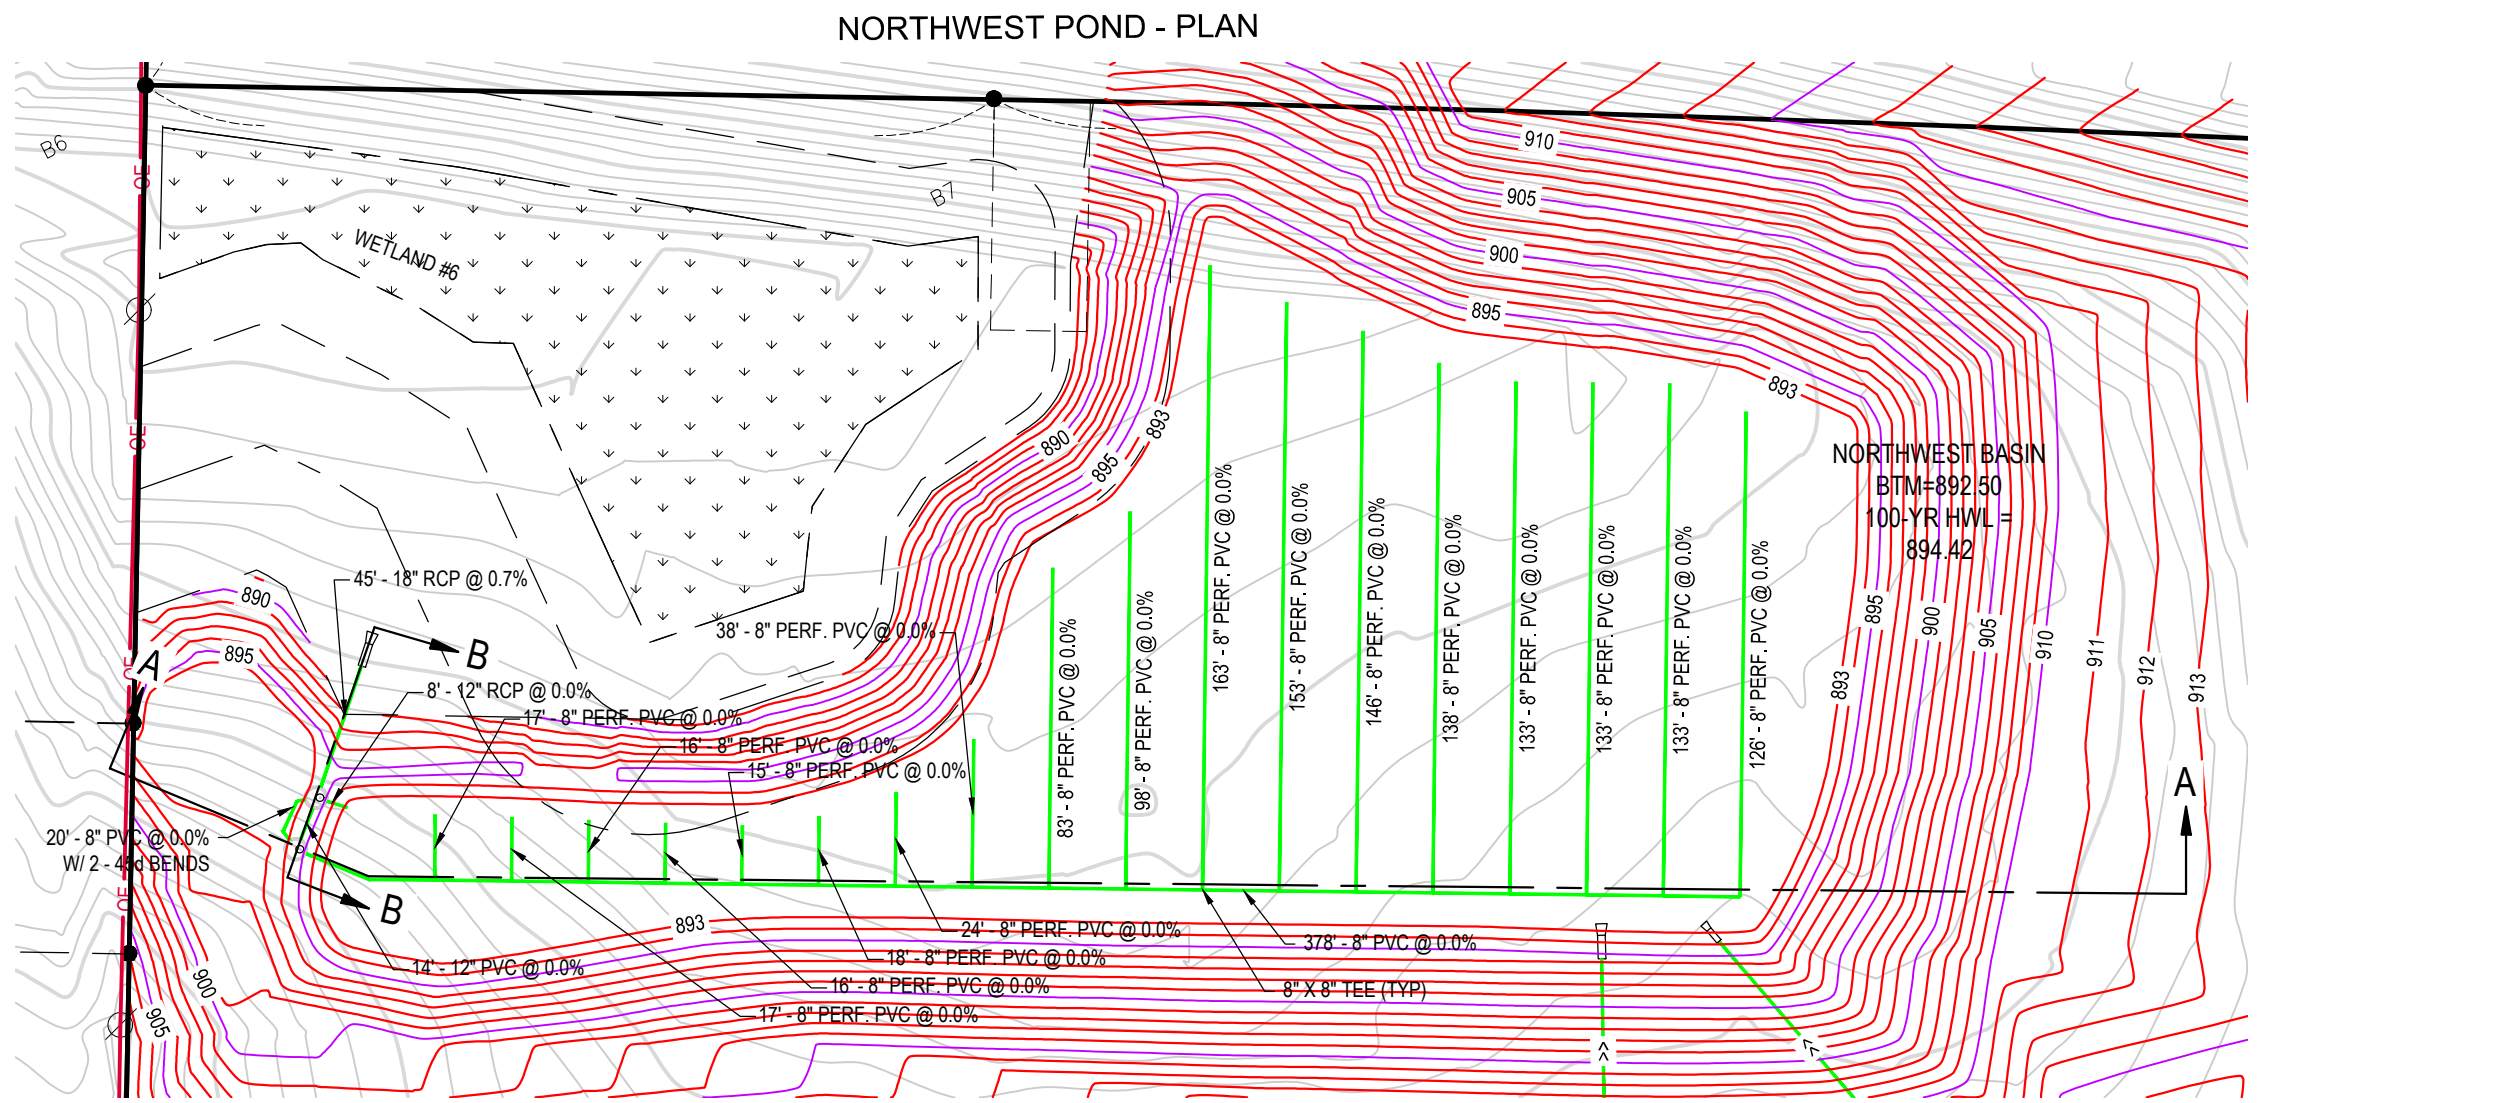 NORTHWEST POND - PLAN
B6
OE
B7
WETLAND #6
910
905
900
895
893
893
890
895
NORTHWEST BASIN
BTM=892.50
100-YR HWL =
894.42
OE
45' - 18" RCP @ 0.7%
890
895
A
OE
B
8' - 12" RCP @ 0.0%
17' - 8" PERF. PVC @ 0.0%
16' - 8" PERF. PVC @ 0.0%
15' - 8" PERF. PVC @ 0.0%
38' - 8" PERF. PVC @ 0.0%
83' - 8" PERF. PVC @ 0.0%
98' - 8" PERF. PVC @ 0.0%
163' - 8" PERF. PVC @ 0.0%
153' - 8" PERF. PVC @ 0.0%
146' - 8" PERF. PVC @ 0.0%
138' - 8" PERF. PVC @ 0.0%
133' - 8" PERF. PVC @ 0.0%
133' - 8" PERF. PVC @ 0.0%
133' - 8" PERF. PVC @ 0.0%
126' - 8" PERF. PVC @ 0.0%
893
895
900
905
910
911
912
913
A
20' - 8" PVC @ 0.0%
W/ 2 - 45d BENDS
OE
B
893
24' - 8" PERF. PVC @ 0.0%
378' - 8" PVC @ 0.0%
18' - 8" PERF. PVC @ 0.0%
14' - 12" PVC @ 0.0%
16' - 8" PERF. PVC @ 0.0%
8" X 8" TEE (TYP)
17' - 8" PERF. PVC @ 0.0%
900
905
>>
>>